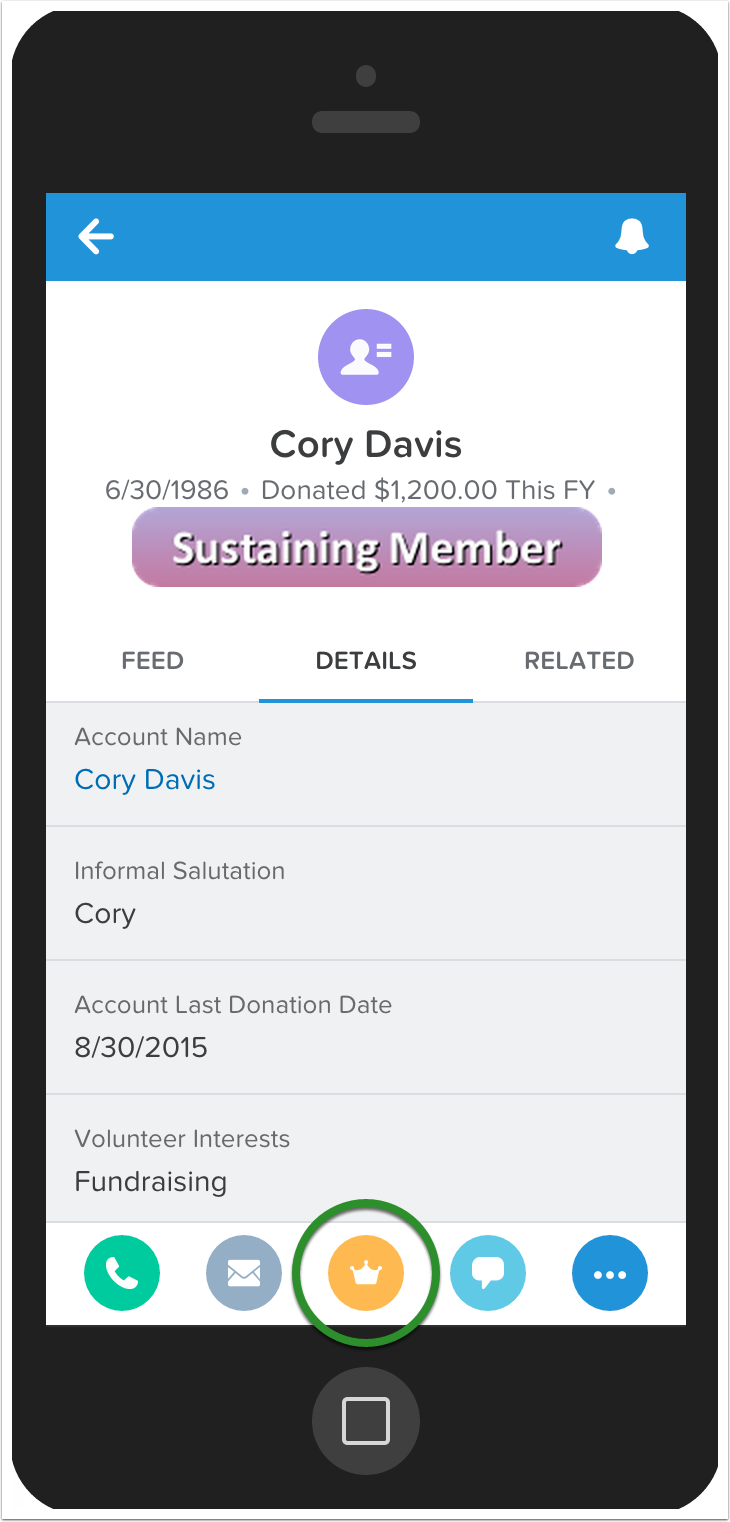 Cory Davis
6/30/1986 • Donated $1,200.00 This FY •
Sustaining Member
FEED DETAILS RELATED
Account Name
Cory Davis
Informal Salutation
Cory
Account Last Donation Date
8/30/2015
Volunteer Interests
Fundraising